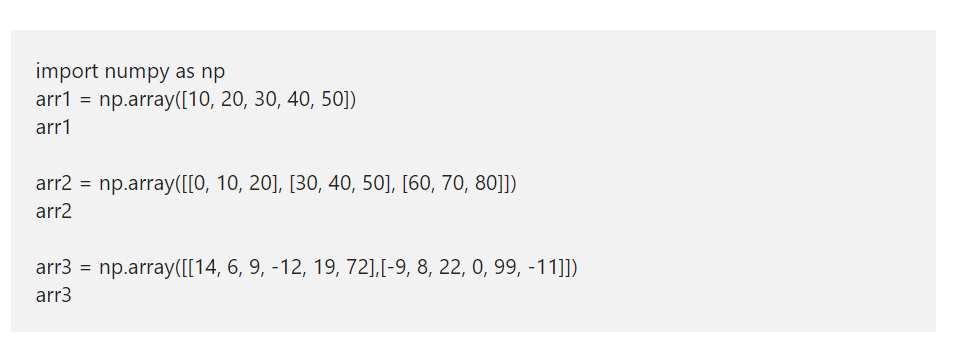 import numpy as np
arr1 = np.array([10, 20, 30, 40, 50])
arr1
arr2 = np.array([[0, 10, 20], [30, 40, 50], [60, 70, 80]])
arr2
arr3 = np.array([[14, 6, 9, -12, 19, 72],[-9, 8, 22, 0, 99, -11]])
arr3